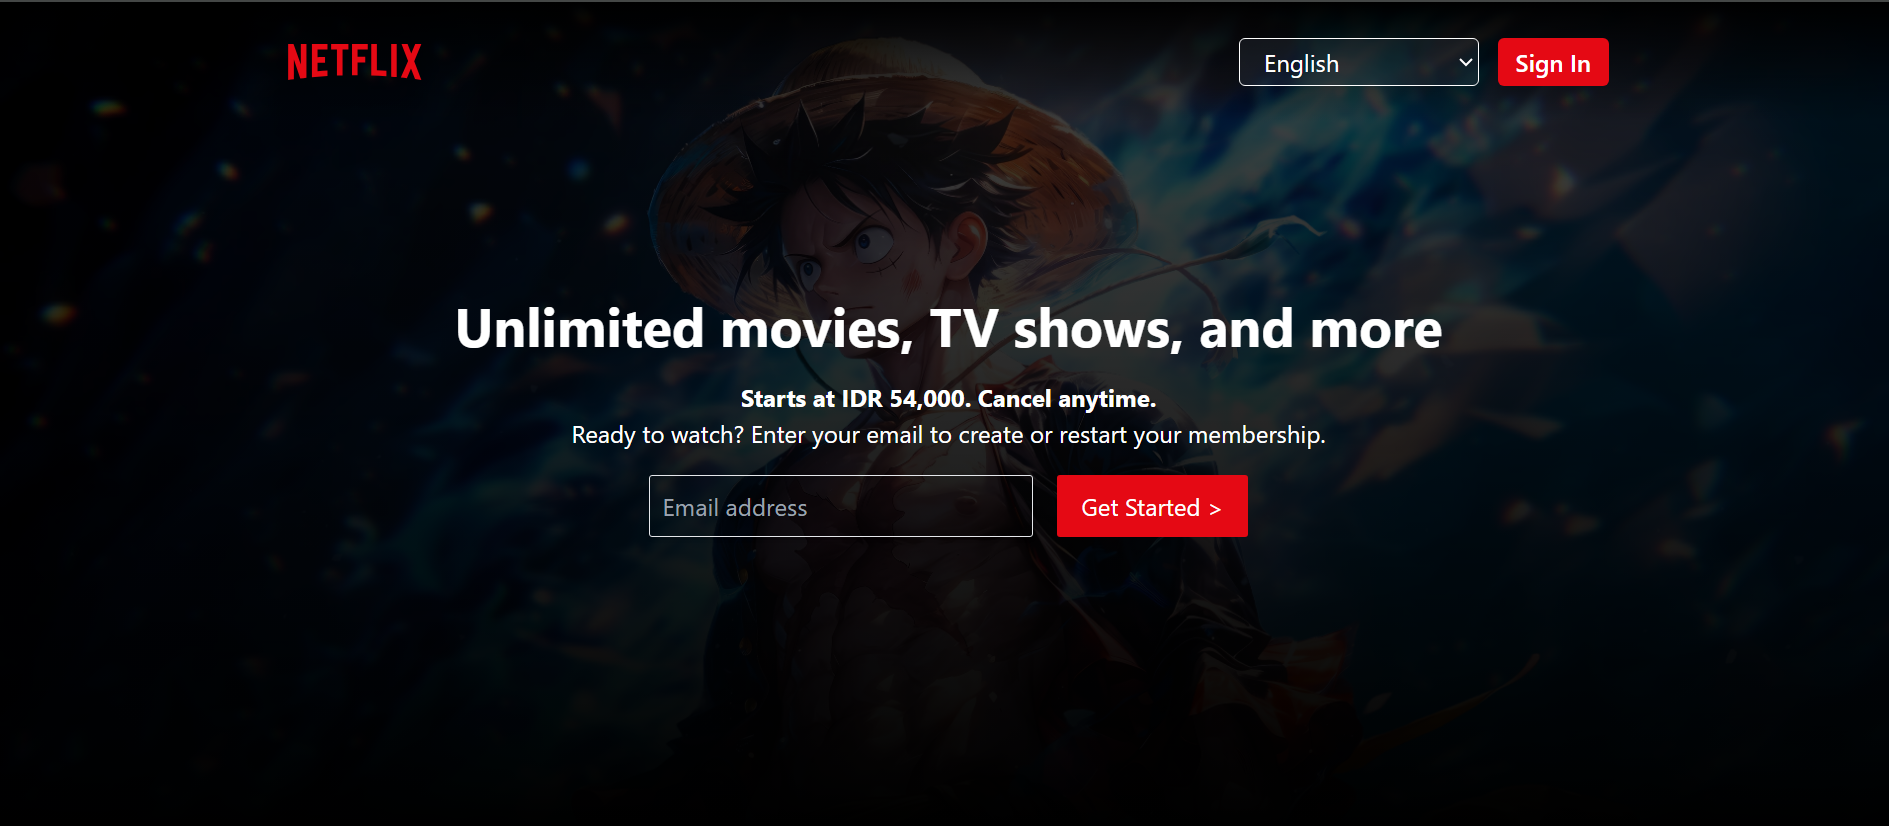 NETFLIX
English
Sign In
Unlimited movies, TV shows, and more
Starts at IDR 54,000. Cancel anytime.
Ready to watch? Enter your email to create or restart your membership.
Email address
Get Started >